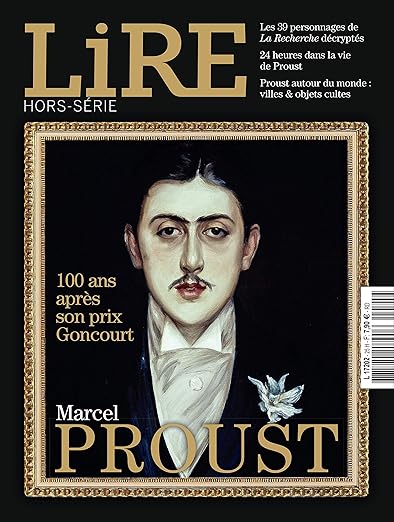 LiRE
HORS-SÉRIE
Les 39 personnages de
La Recherche décryptés
24 heures dans la vie
de Proust
Proust autour du monde :
villes & objets cultes
100 ans
après
son prix
Goncourt
Marcel
PROUST